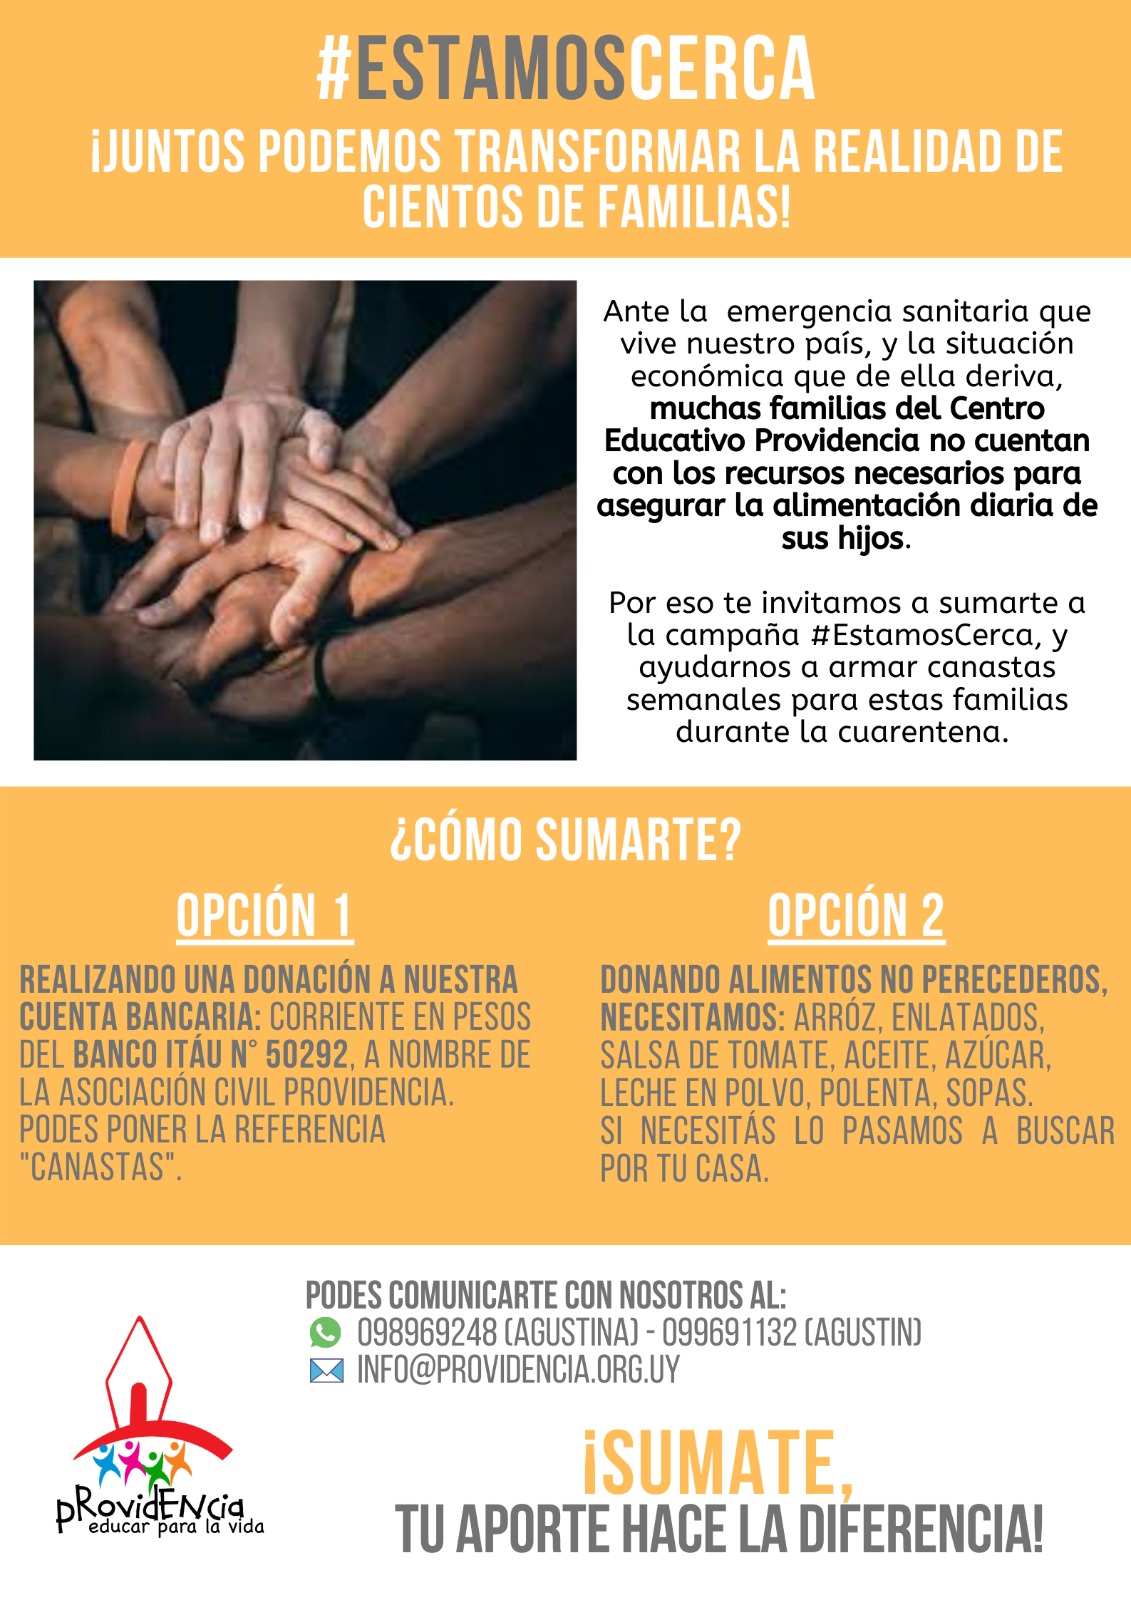 #ESTAMOSCERCA
¡JUNTOS PODEMOS TRANSFORMAR LA REALIDAD DE
CIENTOS DE FAMILIAS!
Ante la emergencia sanitaria que
vive nuestro país, y la situación
económica que de ella deriva,
muchas familias del Centro
Educativo Providencia no cuentan
con los recursos necesarios para
asegurar la alimentación diaria de
sus hijos.
Por eso te invitamos a sumarte a
la campaña #EstamosCerca, y
ayudarnos a armar canastas
semanales para estas familias
durante la cuarentena.
¿CÓMO SUMARTE?
OPCIÓN 1
REALIZANDO UNA DONACIÓN A NUESTRA
CUENTA BANCARIA: CORRIENTE EN PESOS
DEL BANCO ITÁU N° 50292, A NOMBRE DE
LA ASOCIACIÓN CIVIL PROVIDENCIA.
PODES PONER LA REFERENCIA
"CANASTAS".
OPCIÓN 2
DONANDO ALIMENTOS NO PERECEDEROS,
NECESITAMOS: ARRÓZ, ENLATADOS,
SALSA DE TOMATE, ACEITE, AZÚCAR,
LECHE EN POLVO, POLENTA, SOPAS.
SI NECESITÁS LO PASAMOS A BUSCAR
POR TU CASA.
PODES COMUNICARTE CON NOSOTROS AL:
098969248 (AGUSTINA) - 099691132 (AGUSTIN)
INFO@PROVIDENCIA.ORG.UY
pRovidENcia
educar para la vida
¡SUMATE,
TU APORTE HACE LA DIFERENCIA!